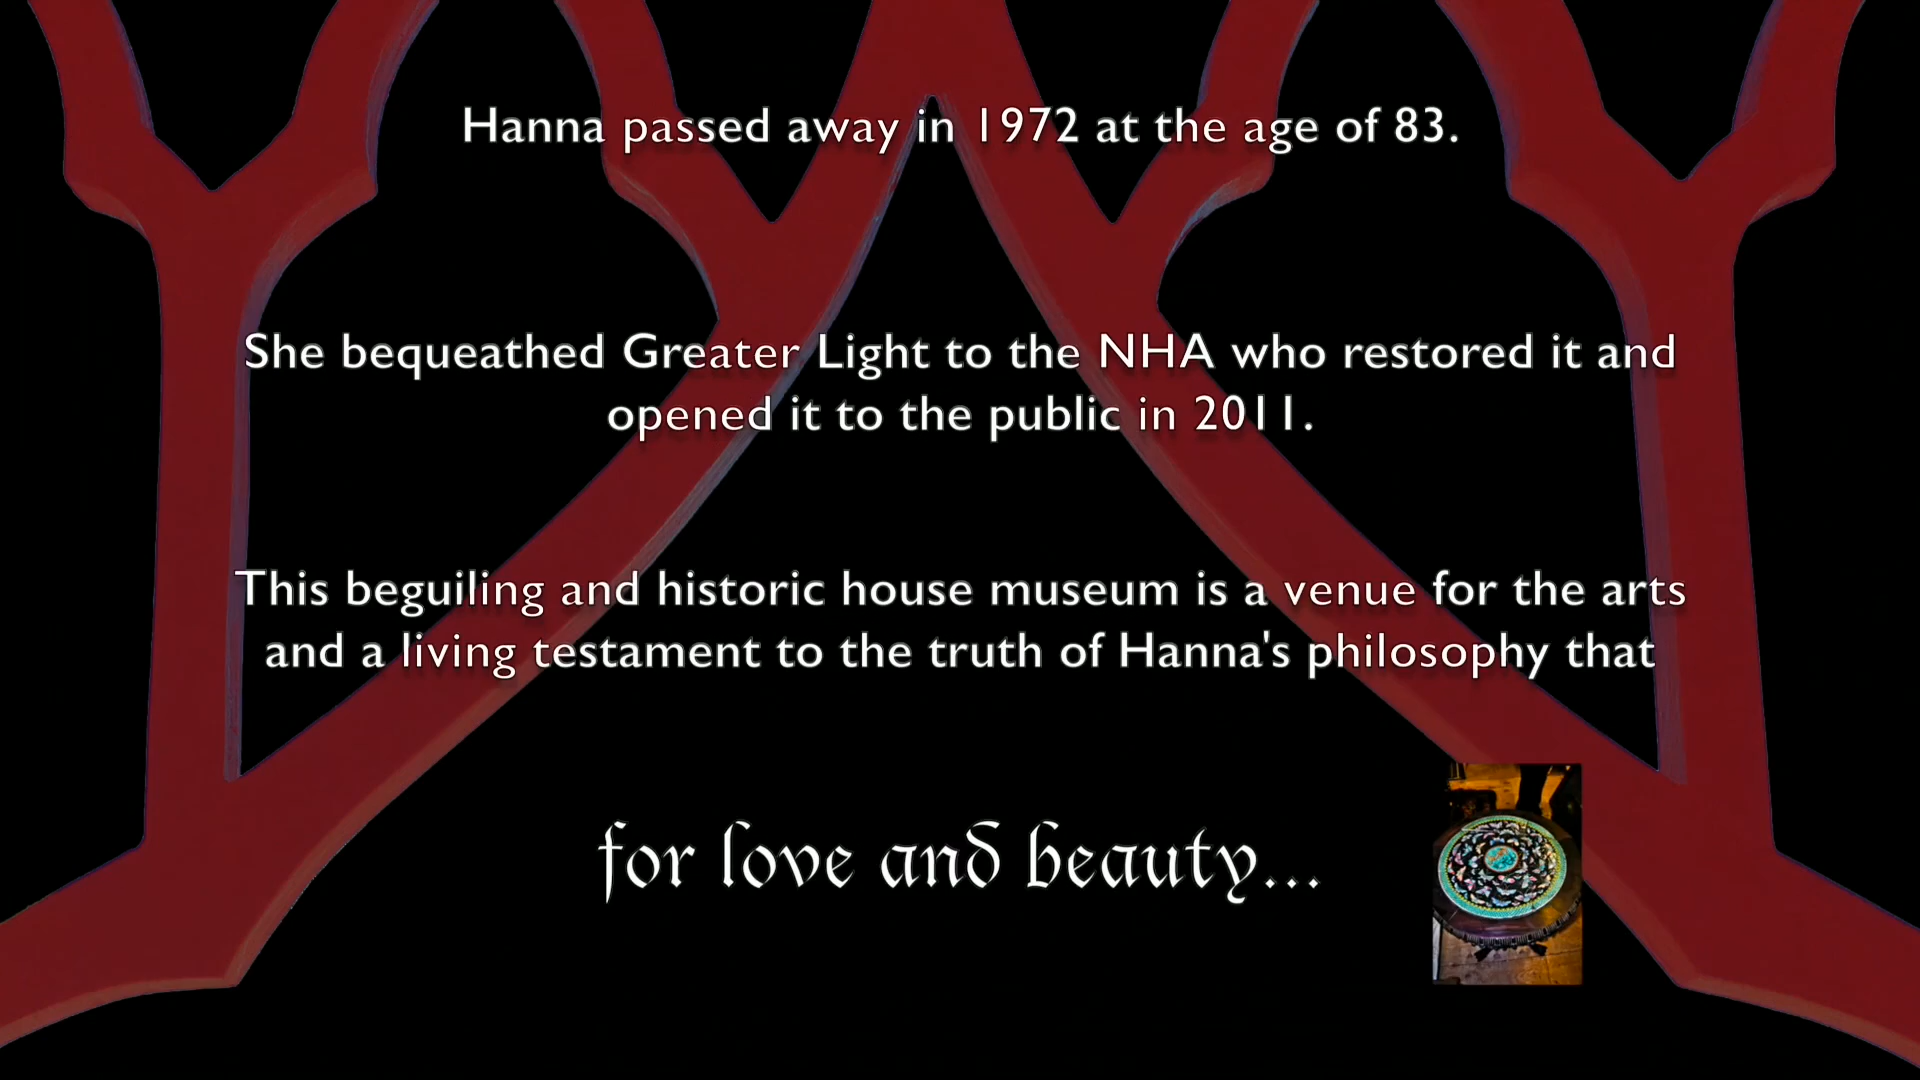 Hanna passed away in 1972 at the age of 83.
She bequeathed Greater Light to the NHA who restored it and
opened it to the public in 2011.
This beguiling and historic house museum is a venue for the arts
and a living testament to the truth of Hanna's philosophy that
for love and beauty...